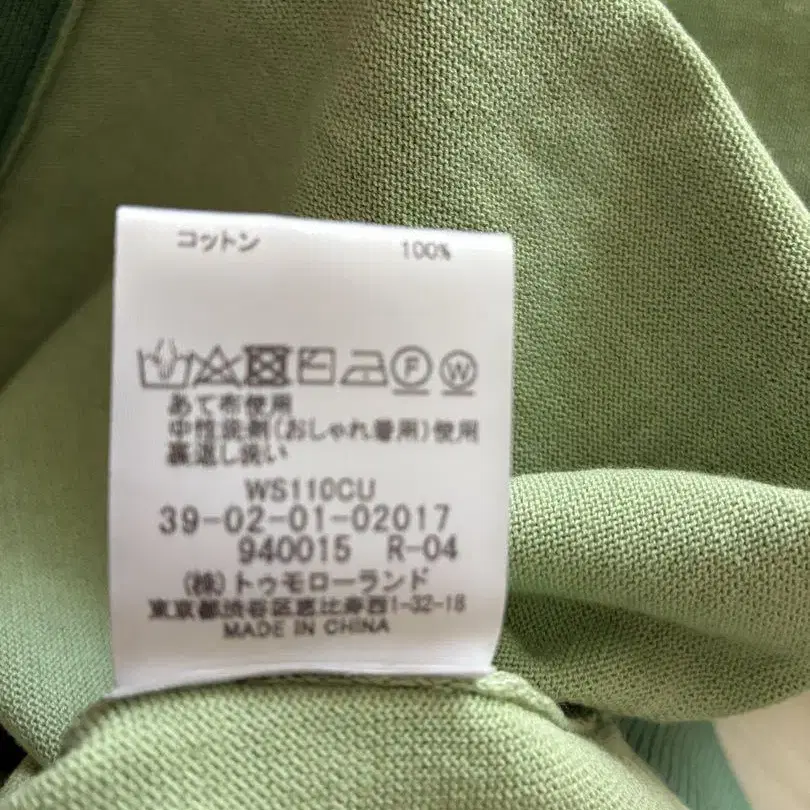 コットン 100%
F W
あて布使用
中性洗剤(おしゃれ着用)使用
裏返し洗い
WS110CU
39-02-01-02017
940015 R-04
(株)トゥモローランド
東京都渋谷区恵比寿西1-32-18
MADE IN CHINA